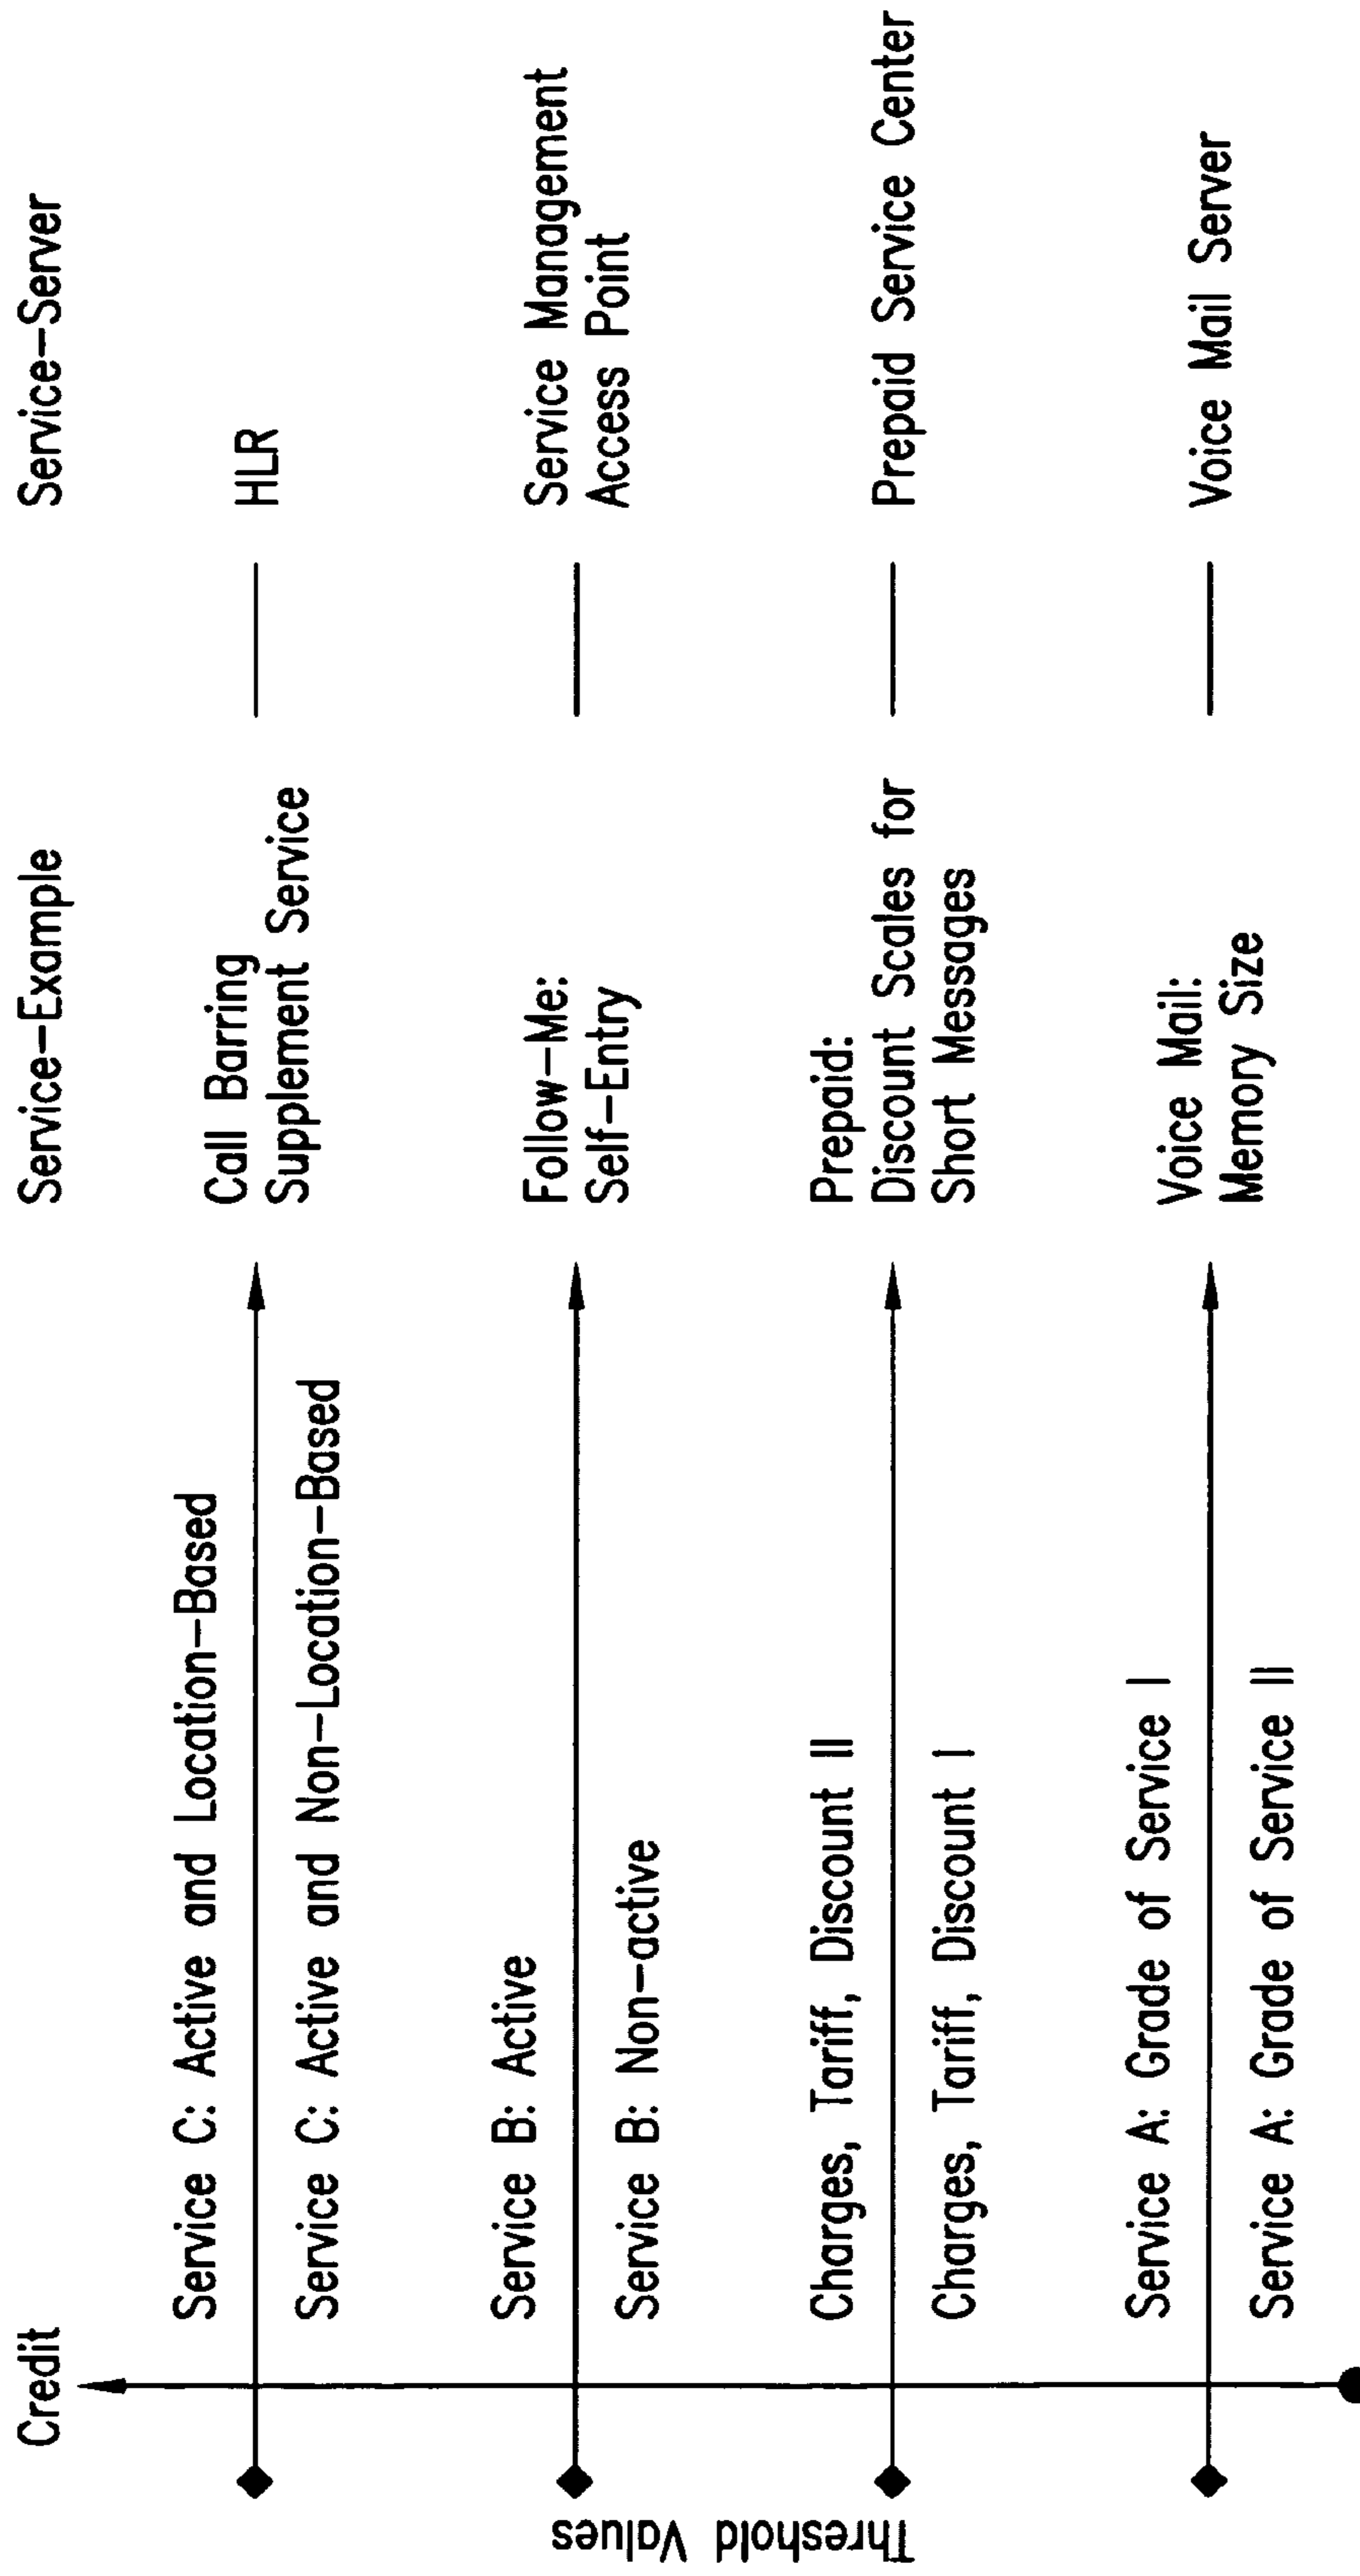 Credit
Service-Example
Service-Server
Service C: Active and Location-Based
Service C: Active and Non-Location-Based
Call Barring
Supplement Service
HLR
Service B: Active
Service B: Non-active
Follow-Me:
Self-Entry
Service Management
Access Point
Charges, Tariff, Discount II
Charges, Tariff, Discount I
Prepaid:
Discount Scales for
Short Messages
Prepaid Service Center
Service A: Grade of Service I
Service A: Grade of Service II
Voice Mail:
Memory Size
Voice Mail Server
Threshold Values